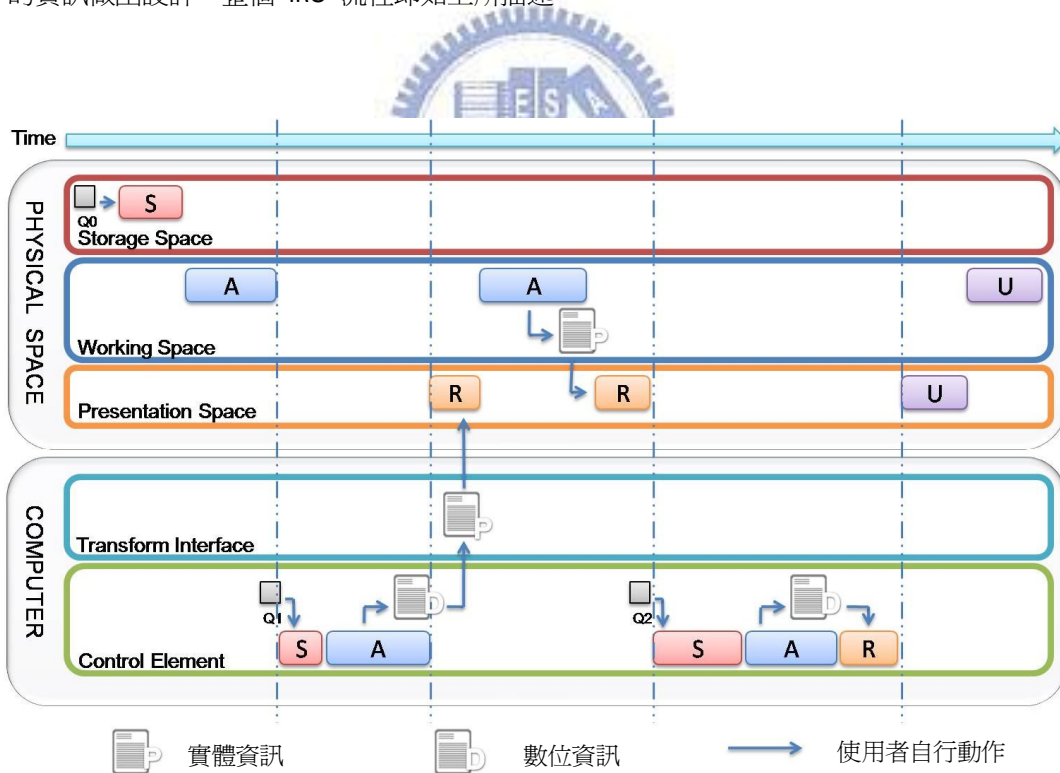 ES
Time
PHYSICAL SPACE
Q0
S
Storage Space
A
A
U
P
Working Space
R
R
U
Presentation Space
COMPUTER
P
Transform Interface
Q1
D
Q2
D
S
A
S
A
R
Control Element
P
實體資訊
D
數位資訊
使用者自行動作